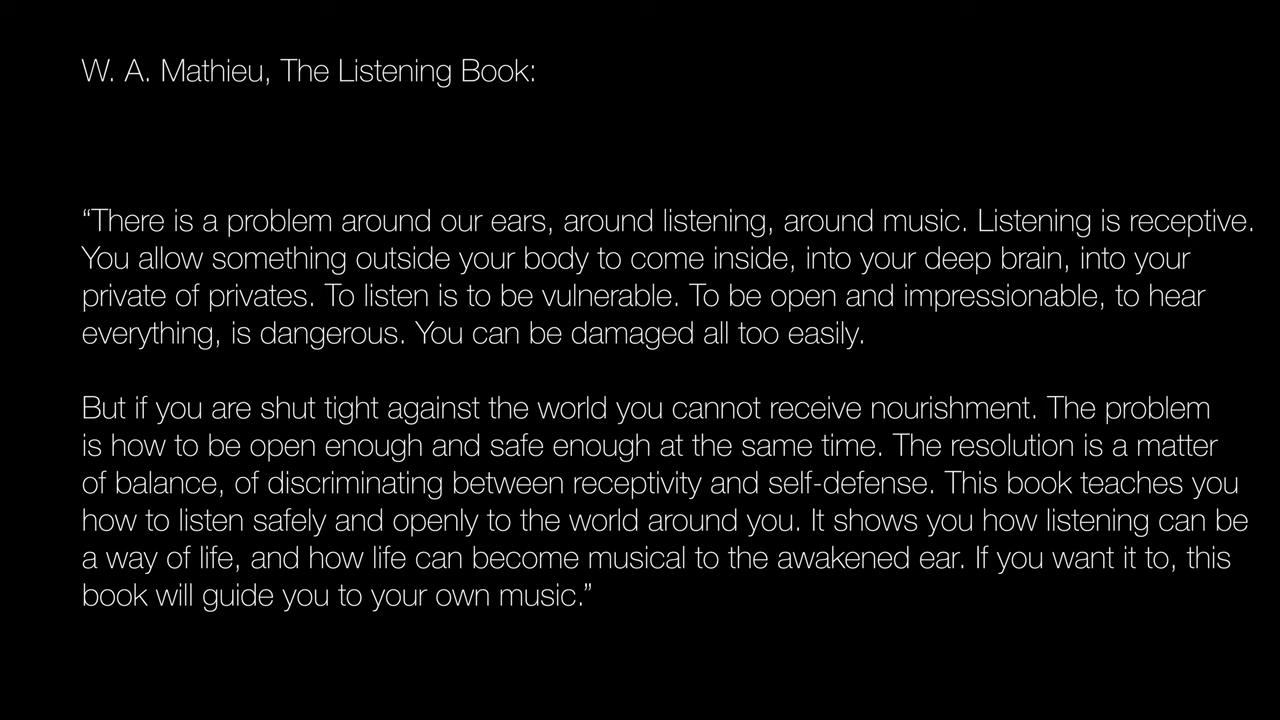 W. A. Mathieu, The Listening Book:
“There is a problem around our ears, around listening, around music. Listening is receptive.
You allow something outside your body to come inside, into your deep brain, into your
private of privates. To listen is to be vulnerable. To be open and impressionable, to hear
everything, is dangerous. You can be damaged all too easily.
But if you are shut tight against the world you cannot receive nourishment. The problem
is how to be open enough and safe enough at the same time. The resolution is a matter
of balance, of discriminating between receptivity and self-defense. This book teaches you
how to listen safely and openly to the world around you. It shows you how listening can be
a way of life, and how life can become musical to the awakened ear. If you want it to, this
book will guide you to your own music.”